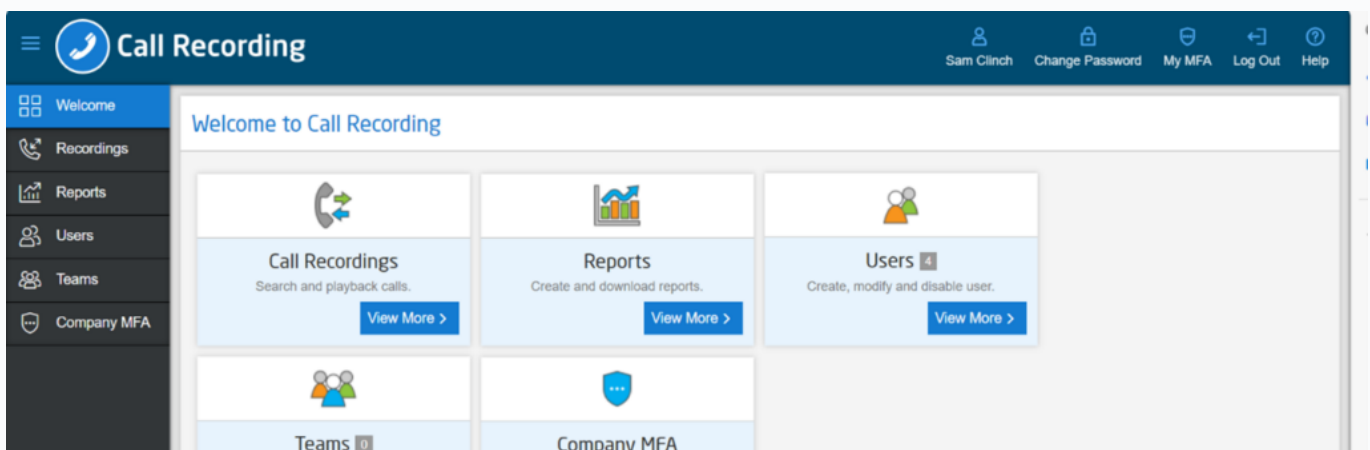 Call Recording
Sam Clinch
Change Password
My MFA
Log Out
Help
Welcome
Recordings
Reports
Users
Teams
Company MFA
Welcome to Call Recording
Call Recordings
Search and playback calls.
View More >
Reports
Create and download reports.
View More >
Users 4
Create, modify and disable user.
View More >
Teams 0
Company MFA